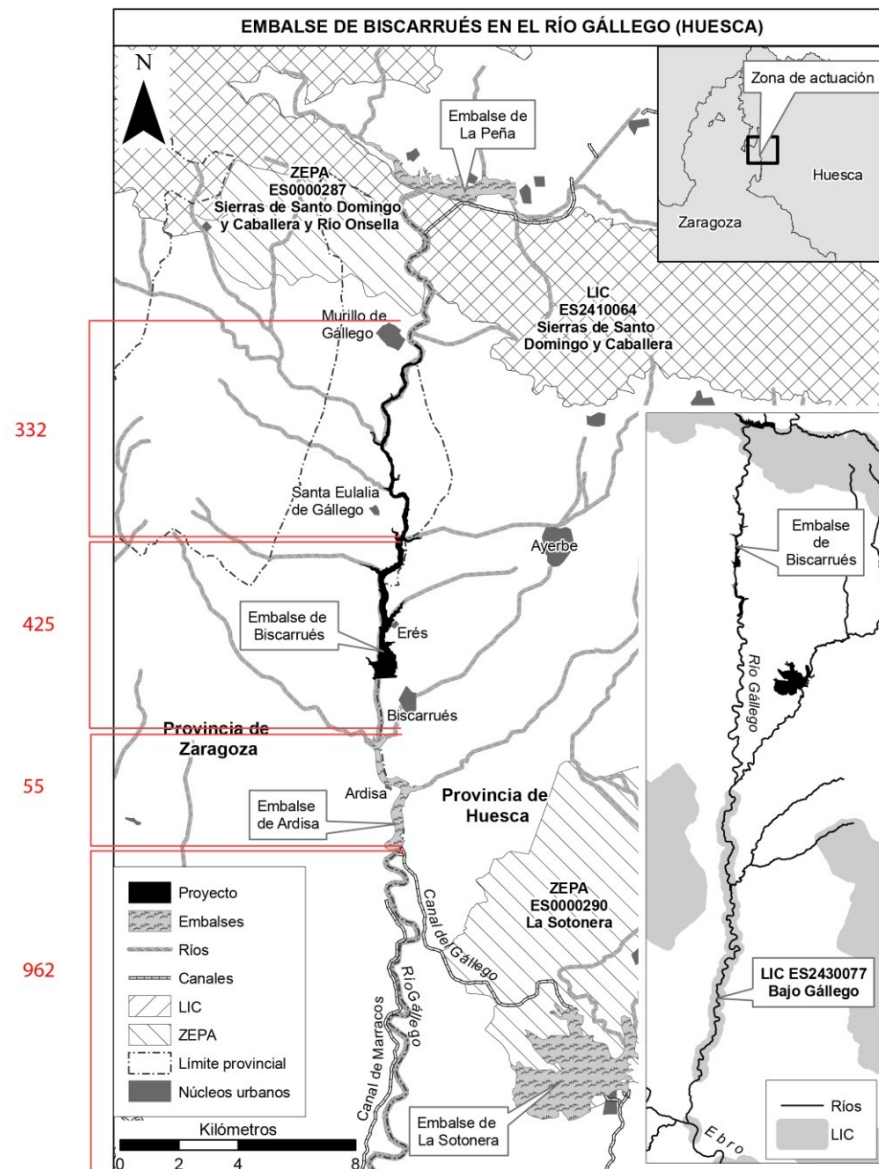 EMBALSE DE BISCARRUÉS EN EL RÍO GÁLLEGO (HUESCA)
N
Embalse de
La Peña
Zona de actuación
Huesca
Zaragoza
ZEPA
ES0000287
Sierras de Santo Domingo
y Caballera y Río Onsella
LIC
ES2410064
Sierras de Santo
Domingo y Caballera
Murillo de
Gállego
332
Santa Eulalia
de Gállego
Ayerbe
Embalse de
Biscarrués
425
Embalse de
Biscarrués
Erés
Río Gállego
Biscarrués
Provincia de
Zaragoza
55
Ardisa
Provincia de
Huesca
Embalse
de Ardisa
ZEPA
ES0000290
La Sotonera
Canal del Gállego
962
Río Gállego
Canal de Marracos
LIC ES2430077
Bajo Gállego
Embalse de
La Sotonera
Proyecto
Embalses
Ríos
Canales
LIC
ZEPA
Límite provincial
Núcleos urbanos
Kilómetros
0 2 4 8
Ebro
Ríos
LIC